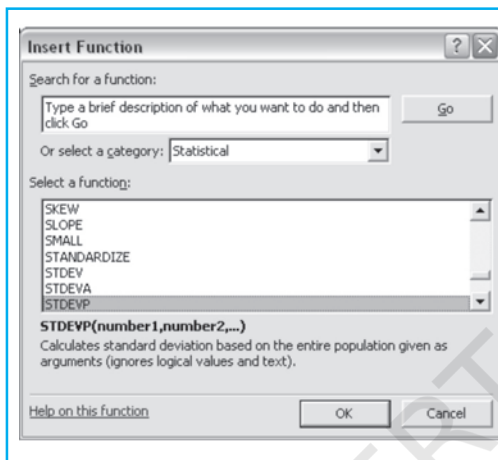 Insert Function
Search for a function:
Type a brief description of what you want to do and then
click Go
Go
Or select a category: Statistical
Select a function:
SKEW
SLOPE
SMALL
STANDARDIZE
STDEV
STDEVA
STDEVP
STDEVP(number1,number2,...)
Calculates standard deviation based on the entire population given as
arguments (ignores logical values and text).
Help on this function
OK
Cancel